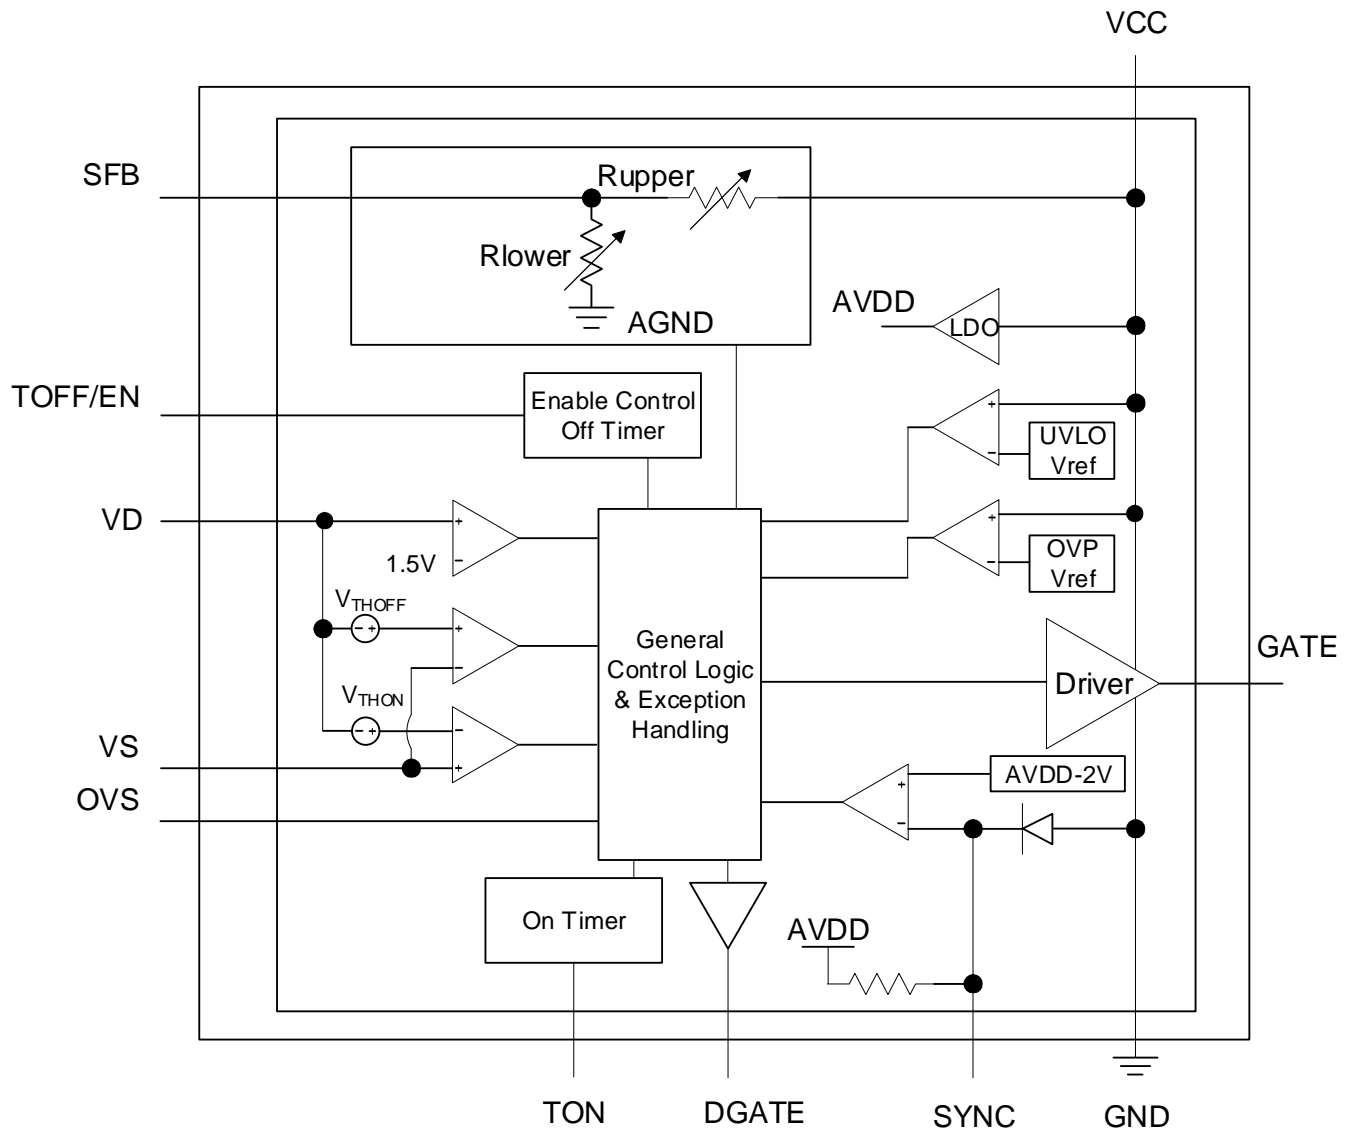 VCC
SFB
Rupper
Rlower
AGND
AVDD
LDO
TOFF/EN
Enable Control
Off Timer
+
-
UVLO
Vref
VD
+
-
1.5V
+
-
OVP
Vref
VTHOFF
- +
+
-
General
Control Logic
& Exception
Handling
Driver
GATE
VTHON
- +
-
+
VS
OVS
+
-
AVDD-2V
On Timer
AVDD
TON
DGATE
SYNC
GND